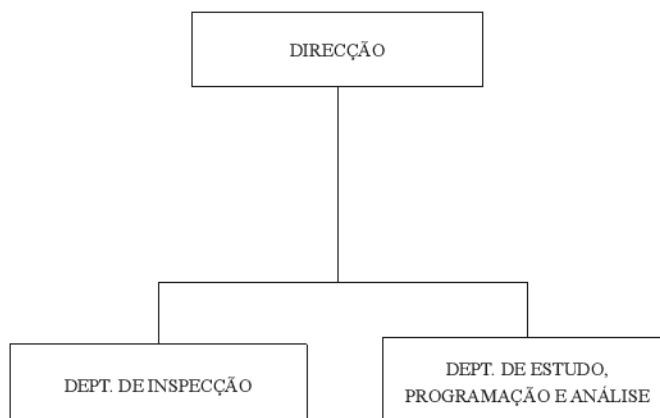 DIRECÇÃO
DEPT. DE INSPECÇÃO
DEPT. DE ESTUDO,
PROGRAMAÇÃO E ANÁLISE